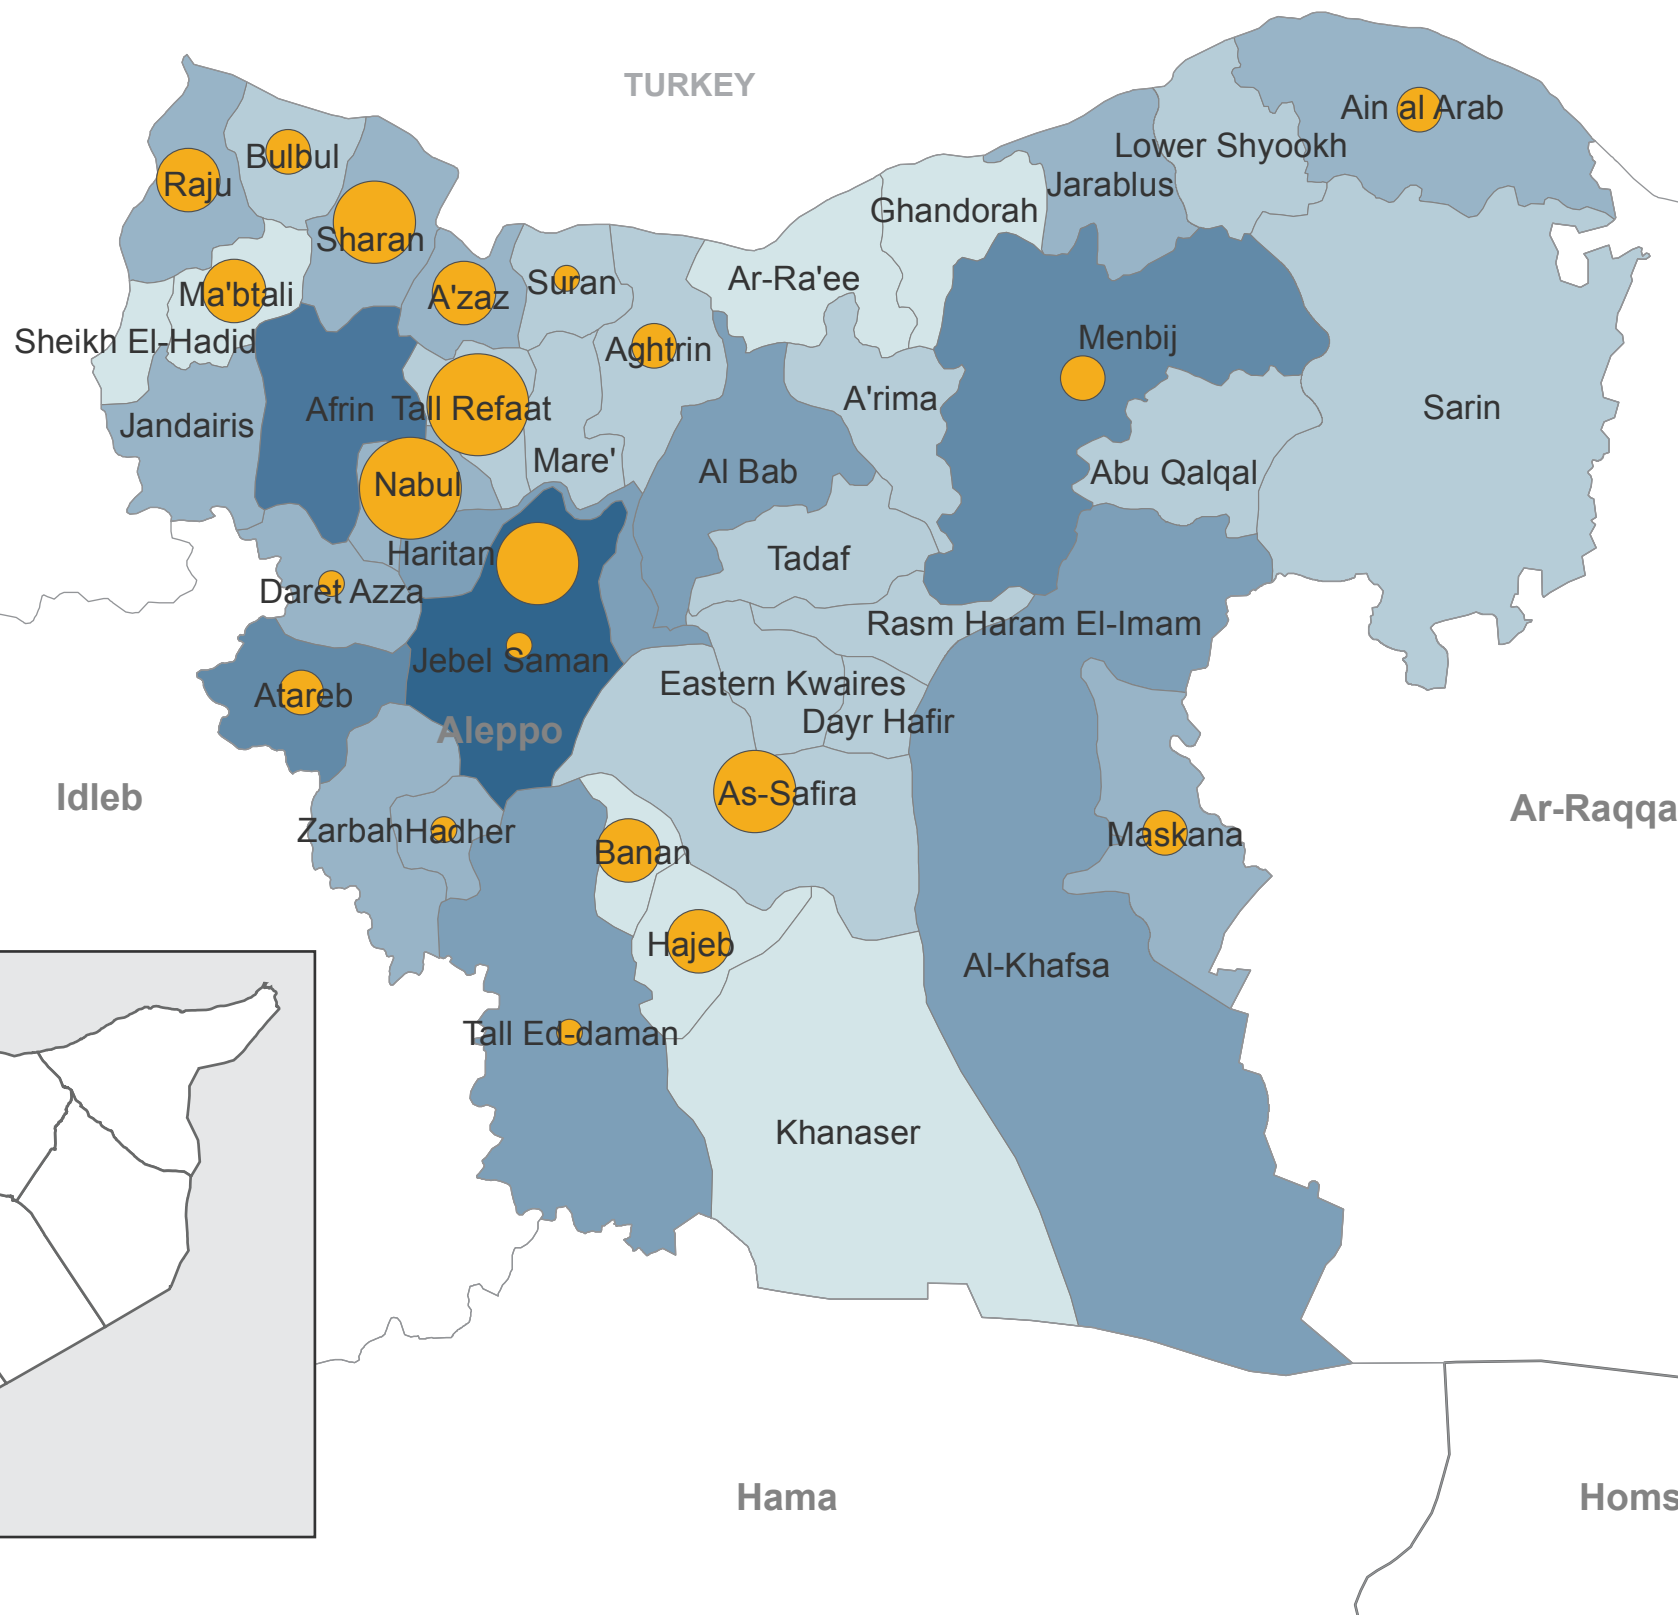 TURKEY
Ain al Arab
Lower Shyookh
Bulbul
Raju
Jarablus
Ghandorah
Sharan
Ar-Ra'ee
Suran
Ma'btali
A'zaz
Menbij
Sheikh El-Hadid
Aghtrin
A'rima
Sarin
Afrin
Tall Refaat
Jandairis
Mare'
Al Bab
Abu Qalqal
Nabul
Haritan
Tadaf
Daret Azza
Rasm Haram El-Imam
Jebel Saman
Eastern Kwaires
Atareb
Dayr Hafir
Aleppo
Idleb
As-Safira
Ar-Raqqa
Zarbah
Hadher
Maskana
Banan
Hajeb
Al-Khafsa
Tall Ed-daman
Khanaser
Hama
Homs